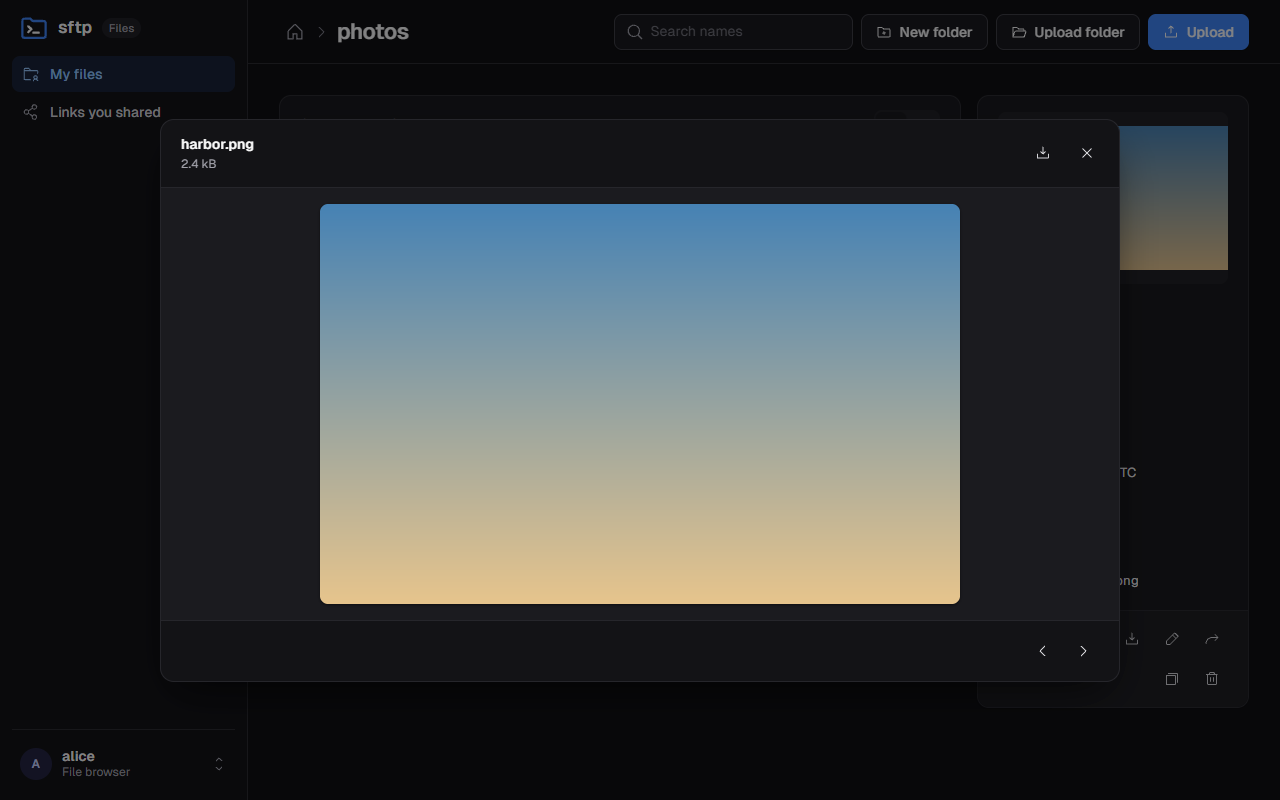 sftp Files
My files
Links you shared
photos
Search names
New folder
Upload folder
Upload
harbor.png
2.4 kB
TC
png
A
alice
File browser